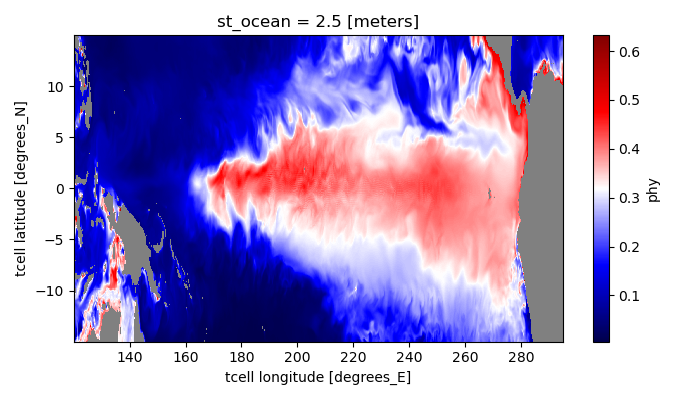 st_ocean = 2.5 [meters]
10
5
0
−5
−10
tcell latitude [degrees_N]
140 160 180 200 220 240 260 280
tcell longitude [degrees_E]
0.6
0.5
0.4
0.3
0.2
0.1
phy